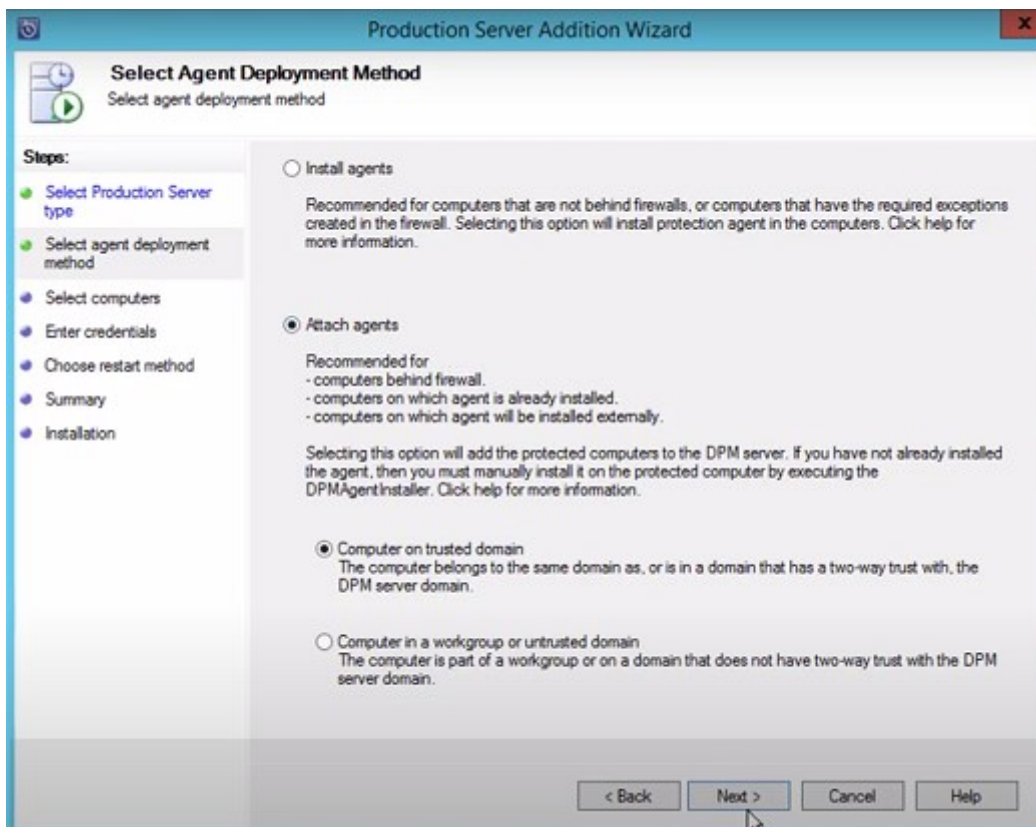 Production Server Addition Wizard
x
Select Agent Deployment Method
Select agent deployment method
Steps:
Select Production Server
type
Select agent deployment
method
Select computers
Enter credentials
Choose restart method
Summary
Installation
Install agents
Recommended for computers that are not behind firewalls, or computers that have the required exceptions
created in the firewall. Selecting this option will install protection agent in the computers. Click help for
more information.
Attach agents
Recommended for
- computers behind firewall.
- computers on which agent is already installed.
- computers on which agent will be installed externally.
Selecting this option will add the protected computers to the DPM server. If you have not already installed
the agent, then you must manually install it on the protected computer by executing the
DPMAgentInstaller. Click help for more information.
Computer on trusted domain
The computer belongs to the same domain as, or is in a domain that has a two-way trust with, the
DPM server domain.
Computer in a workgroup or untrusted domain
The computer is part of a workgroup or on a domain that does not have two-way trust with the DPM
server domain.
< Back Next > Cancel Help